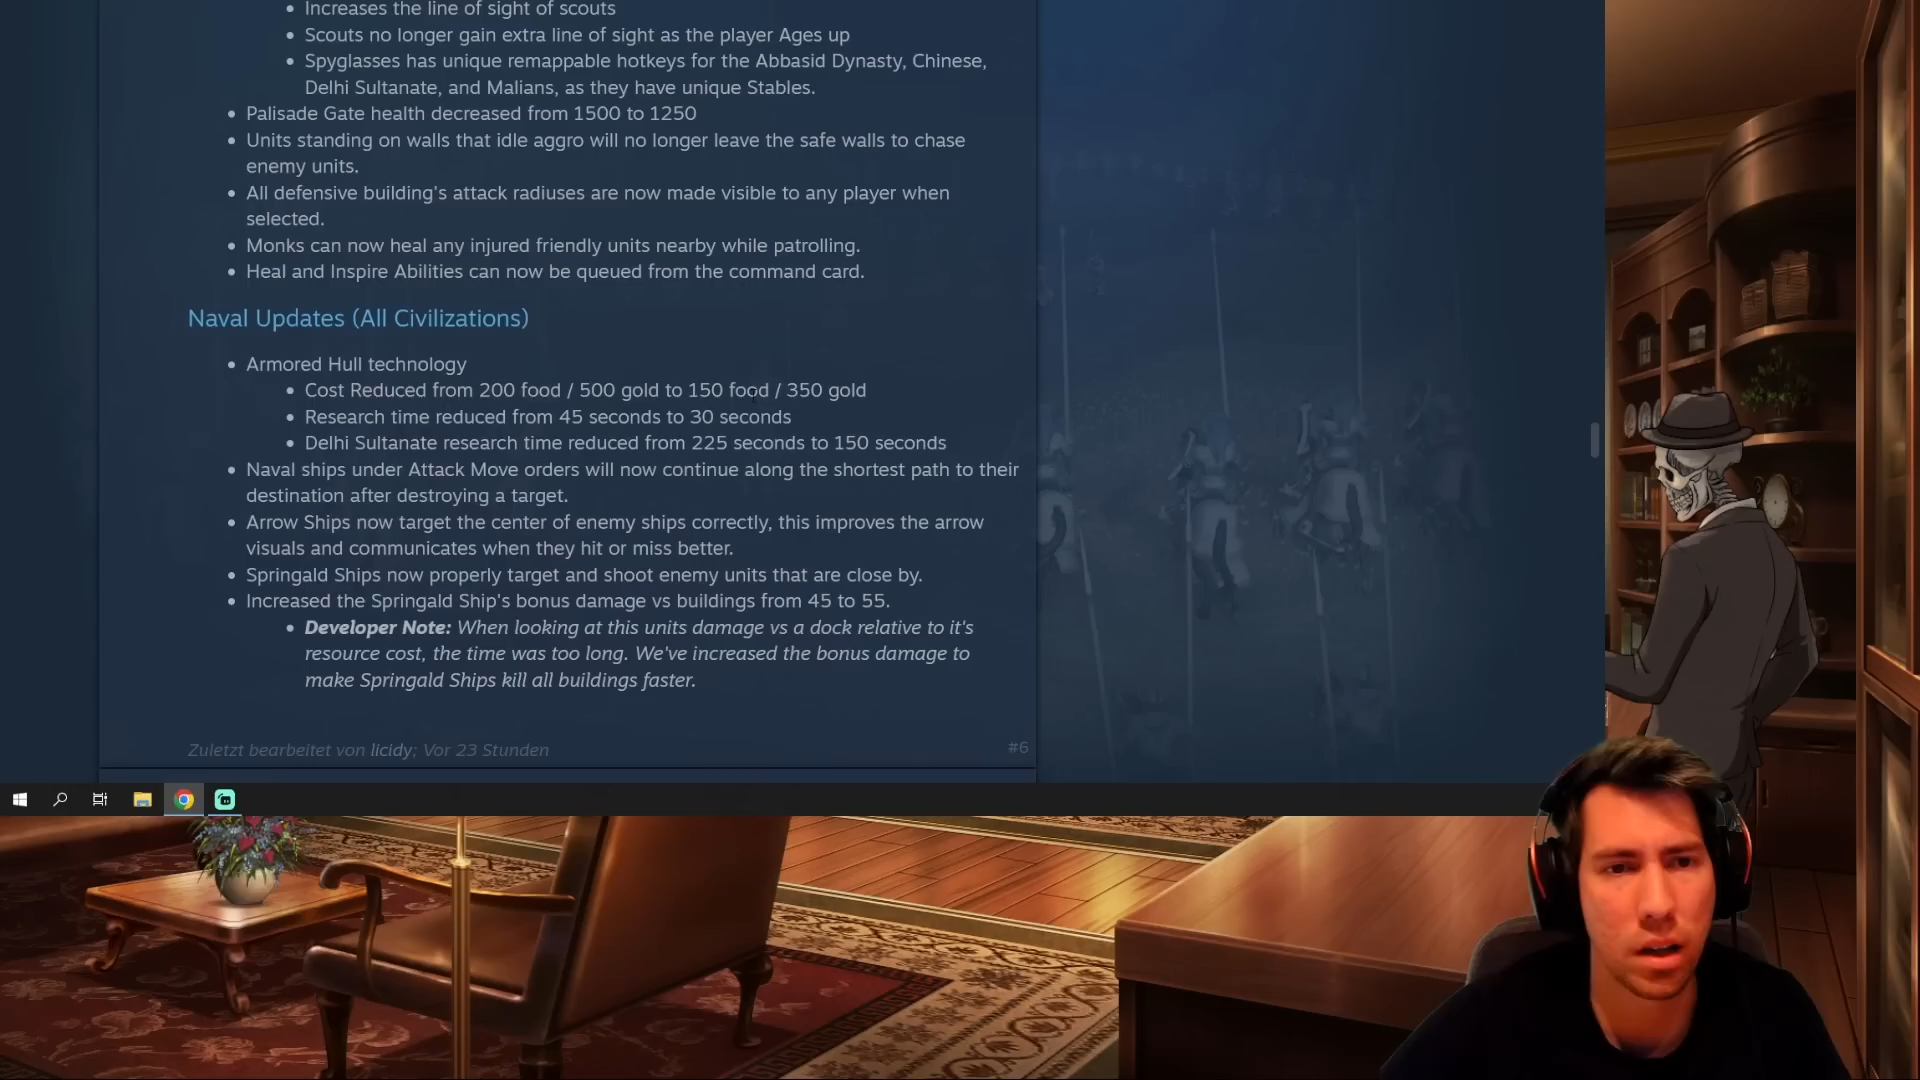 Increases the line of sight of scouts
Scouts no longer gain extra line of sight as the player Ages up
Spyglasses has unique remappable hotkeys for the Abbasid Dynasty, Chinese,
Delhi Sultanate, and Malians, as they have unique Stables.
Palisade Gate health decreased from 1500 to 1250
Units standing on walls that idle aggro will no longer leave the safe walls to chase
enemy units.
All defensive building's attack radiuses are now made visible to any player when
selected.
Monks can now heal any injured friendly units nearby while patrolling.
Heal and Inspire Abilities can now be queued from the command card.
Naval Updates (All Civilizations)
Armored Hull technology
Cost Reduced from 200 food / 500 gold to 150 food / 350 gold
Research time reduced from 45 seconds to 30 seconds
Delhi Sultanate research time reduced from 225 seconds to 150 seconds
Naval ships under Attack Move orders will now continue along the shortest path to their
destination after destroying a target.
Arrow Ships now target the center of enemy ships correctly, this improves the arrow
visuals and communicates when they hit or miss better.
Springald Ships now properly target and shoot enemy units that are close by.
Increased the Springald Ship's bonus damage vs buildings from 45 to 55.
Developer Note: When looking at this units damage vs a dock relative to it's
resource cost, the time was too long. We've increased the bonus damage to
make Springald Ships kill all buildings faster.
Zuletzt bearbeitet von licidy; Vor 23 Stunden
#6